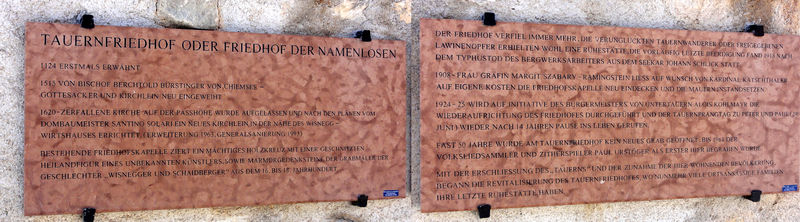 TAUERNFRIEDHOF ODER FRIEDHOF DER NAMENLOSEN
1124 ERSTMALS ERWÄHNT
1515 VON BISCHOF BERCHTOLD PÜRSTINGER VON CHIEMSEE
GOTTESACKER UND KIRCHLEIN NEU EINGEWEIHT
1620 - ZERFALLENE KIRCHE AUF DER PASSHÖHE WURDE AUFGELASSEN UND NACH DEN PLÄNEN VOM
DOMBAUMEISTER SANTINO SOLARI EIN NEUES KIRCHLEIN IN DER NÄHE DES WISNEGG -
WIRTSHAUSES ERRICHTET. (ERWEITERUNG 1963, GENERALSANIERUNG 1993)
BESTEHENDE FRIEDHOFSKAPELLE ZIERT EIN MÄCHTIGES HOLZKREUZ MIT EINER GESCHNITZTEN
HEILANDFIGUR EINES UNBEKANNTEN KÜNSTLERS, SOWIE MARMORGEDENKSTEINE DER GRABMÄLER DER
GESCHLECHTER „WISNEGGER UND SCHAIDBERGER" AUS DEM 16. BIS 17. JAHRHUNDERT.
DER FRIEDHOF VERFIEL IMMER MEHR. DIE VERUNGLÜCKTEN TAUERNWANDERER ODER FREIGEGEBENEN
LAWINENOPFER ERHIELTEN WOHL EINE RUHESTÄTTE. DIE VORLÄUFIG LETZTE BEERDIGUNG FAND 1913 NACH
DEM TYPHUSTOD DES BERGWERKSARBEITERS AUS DEM SEEKAR JOHANN SCHLICK STATT.
1908 - FRAU GRÄFIN MARGIT SZAPARY - RAMINGSTEIN LIESS AUF WUNSCH VON KARDINAL KATSCHTHALER
AUF EIGENE KOSTEN DIE FRIEDHOFSKAPELLE NEU EINDECKEN UND DIE MAUERN INSTANDSETZEN.
1924 - 25 WIRD AUF INITIATIVE DES BÜRGERMEISTERS VON UNTERTAUERN ALOIS KOHLMAYR DIE
WIEDERAUFRICHTUNG DES FRIEDHOFES DURCHGEFÜHRT UND DER TAUERNPRANGTAG ZU PETER UND PAUL (29.
JUNI) WIEDER NACH 14 JAHREN PAUSE INS LEBEN GERUFEN.
FAST 50 JAHRE WURDE AM TAUERNFRIEDHOF KEIN NEUES GRAB GEÖFFNET, BIS 1964 DER
VOLKSLIEDSAMMLER UND ZITHERSPIELER PAUL URSTÖGER ALS ERSTER HIER BEGRABEN WURDE.
MIT DER ERSCHLIESSUNG DES „TAUERNS" UND DER ZUNAHME DER HIER WOHNENDEN BEVÖLKERUNG,
BEGANN DIE REVITALISIERUNG DES TAUERNFRIEDHOFES, WO NUNMEHR VIELE ORTSANSÄSSIGE FAMILIEN
IHRE LETZTE RUHESTÄTTE HABEN.